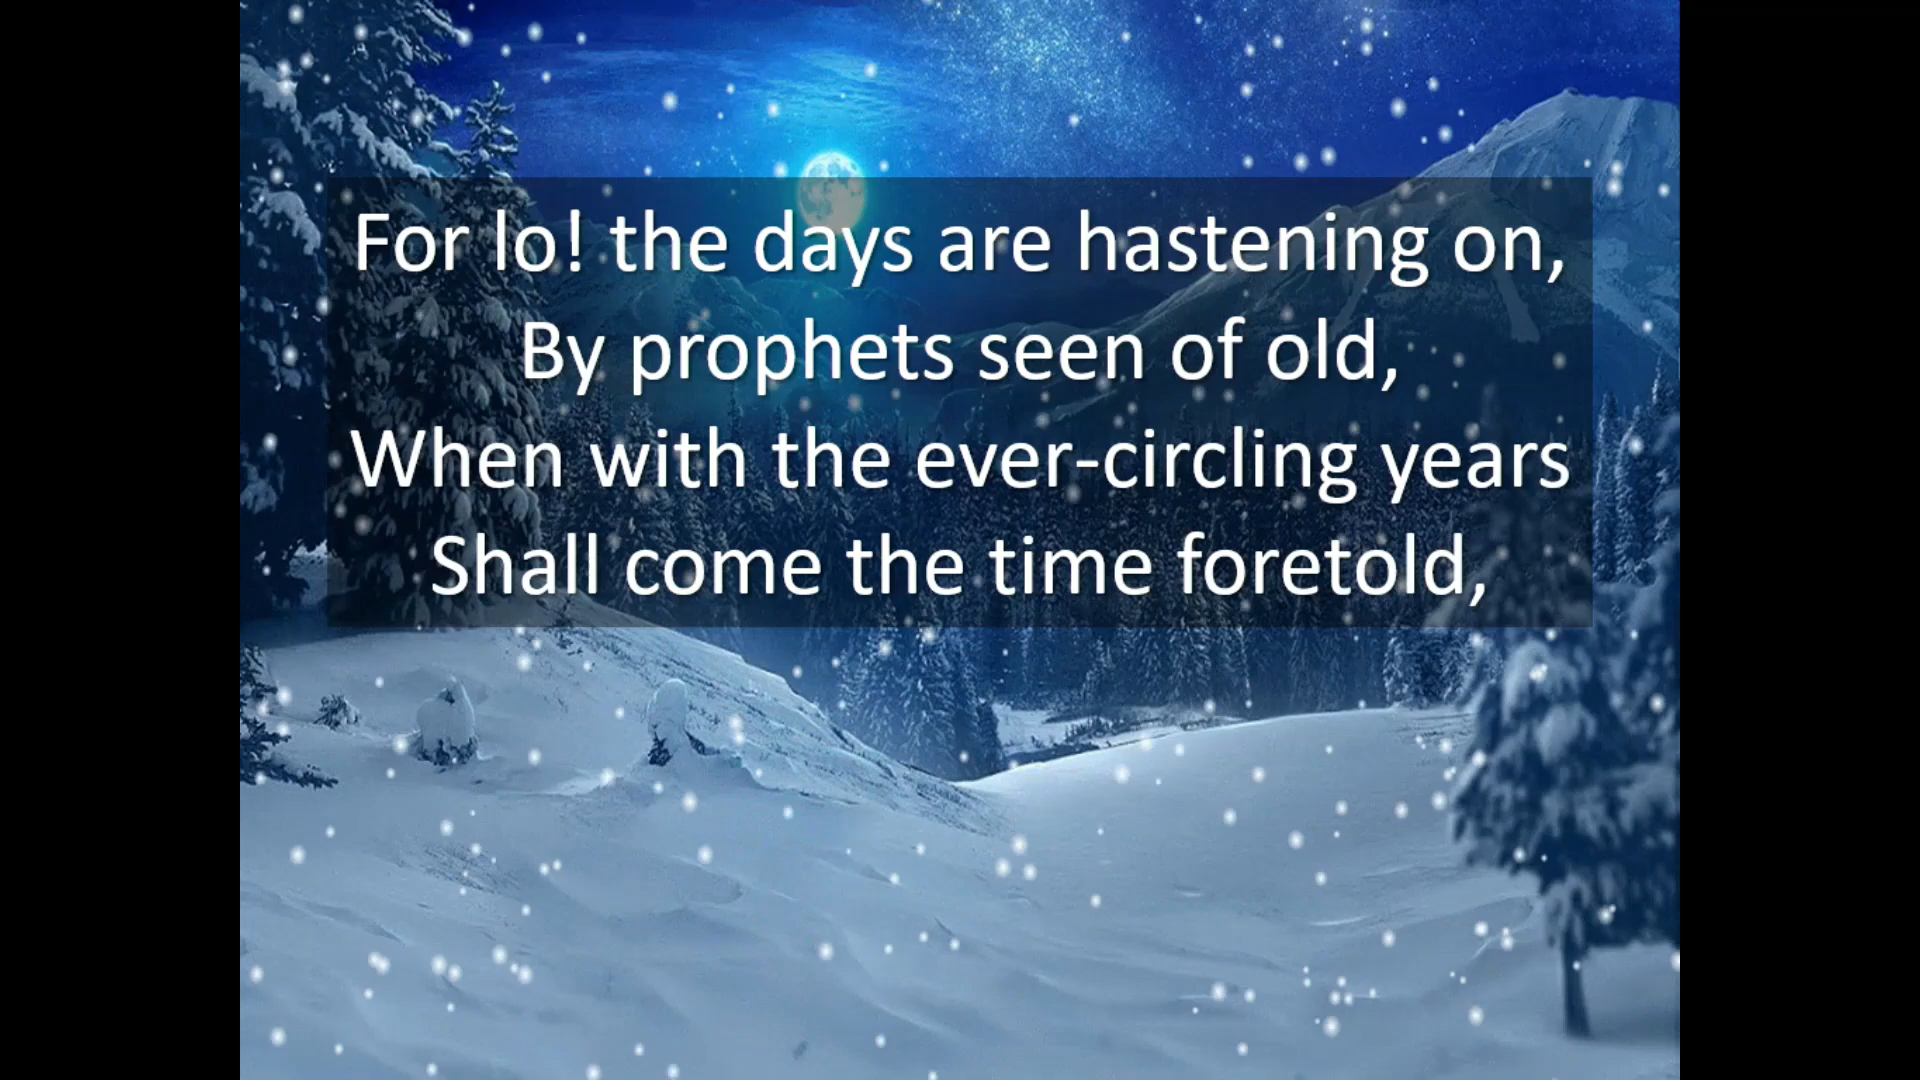 For lo! the days are hastening on,
By prophets seen of old,
When with the ever-circling years
Shall come the time foretold,